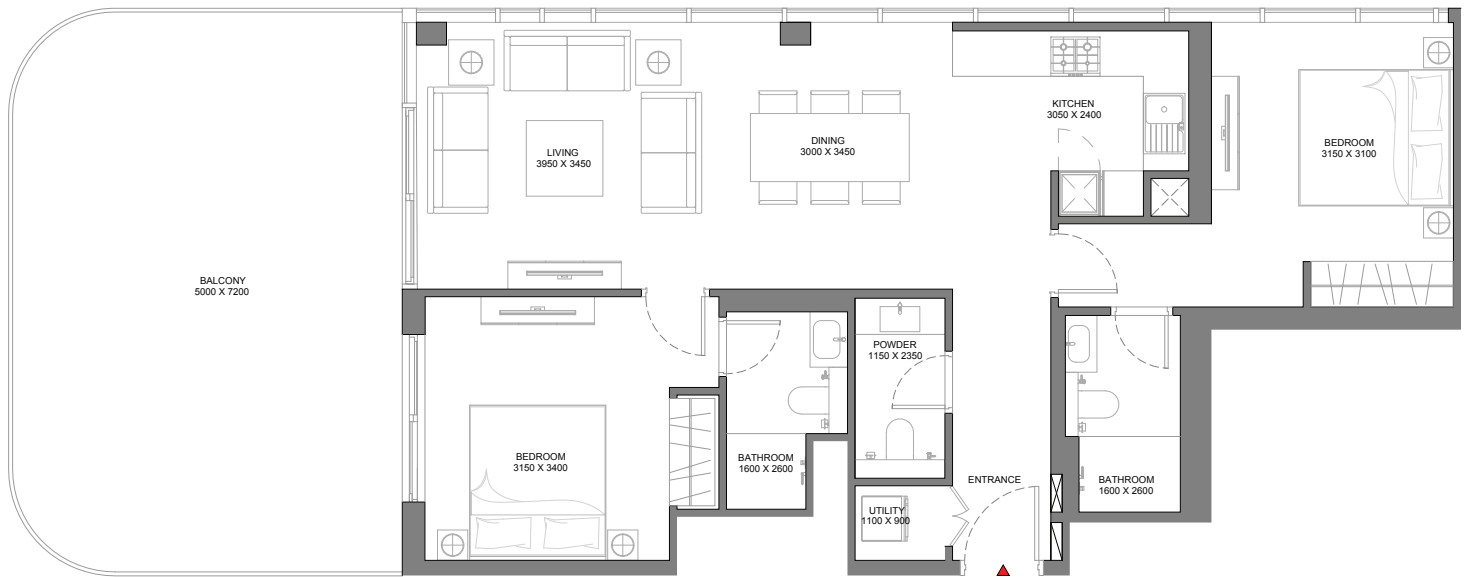 KITCHEN
3050 X 2400
LIVING
3950 X 3450
DINING
3000 X 3450
BEDROOM
3150 X 3100
BALCONY
5000 X 7200
POWDER
1150 X 2350
BEDROOM
3150 X 3400
BATHROOM
1600 X 2600
ENTRANCE
BATHROOM
1600 X 2600
UTILITY
1100 X 900